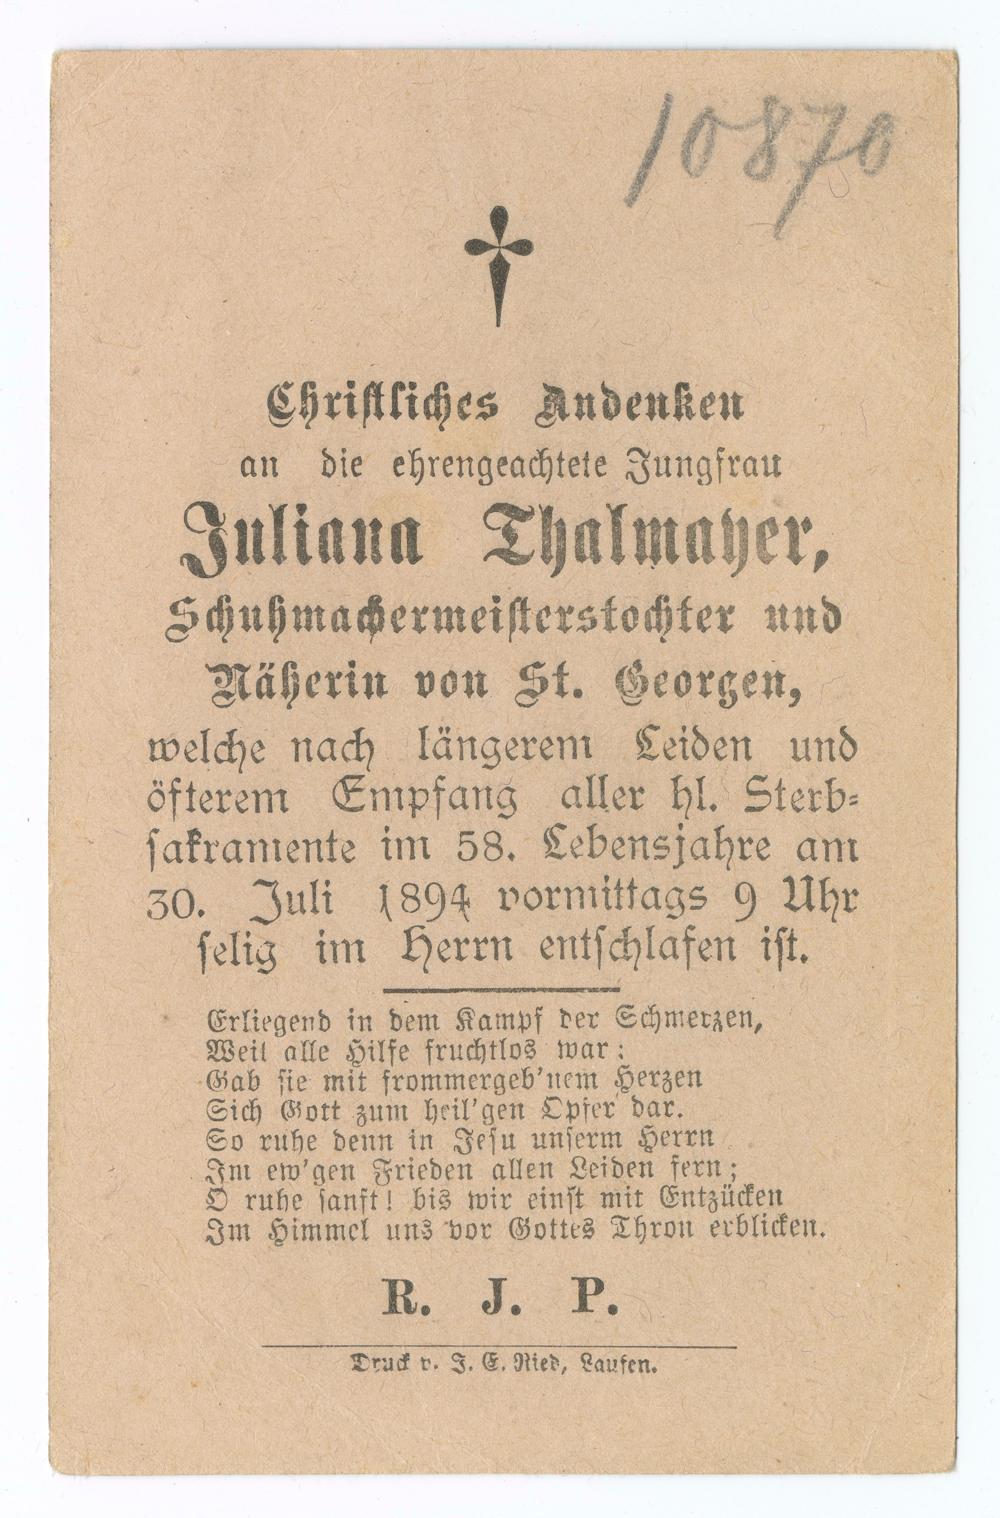 10870
Christliches Andenken
an die ehrengeachtete Jungfrau
Juliana Thalmayer,
Schuhmachermeisterstochter und
Näherin von St. Georgen,
welche nach längerem Leiden und
öfterem Empfang aller hl. Sterb-
sakramente im 58. Lebensjahre am
30. Juli 1894 vormittags 9 Uhr
selig im Herrn entschlafen ist.
Erliegend in dem Kampf der Schmerzen,
Weil alle Hilfe fruchtlos war:
Gab sie mit frommergeb'nem Herzen
Sich Gott zum heil'gen Opfer dar.
So ruhe denn in Jesu unserm Herrn
Im ew'gen Frieden allen Leiden fern;
O ruhe sanft! bis wir einst mit Entzücken
Im Himmel uns vor Gottes Thron erblicken.
R. J. P.
Druck v. J. E. Ried, Laufen.